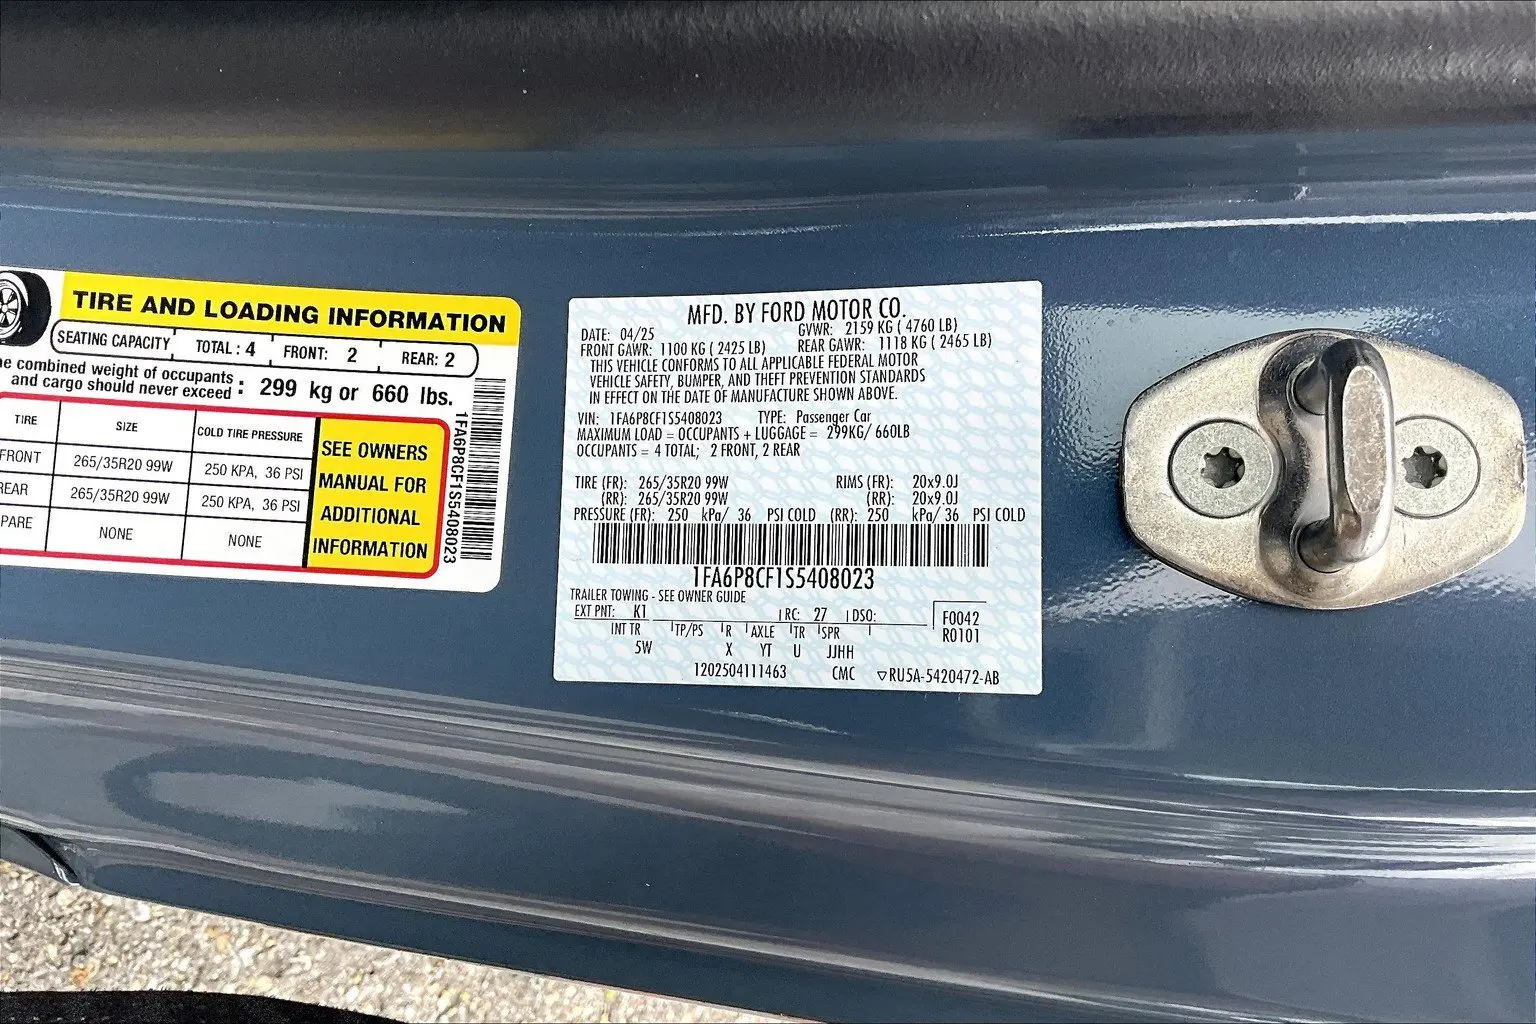 TIRE AND LOADING INFORMATION
SEATING CAPACITY TOTAL : 4 FRONT: 2 REAR: 2
combined weight of occupants
and cargo should never exceed : 299 kg or 660 lbs.
TIRE SIZE COLD TIRE PRESSURE
FRONT 265/35R20 99W 250 KPA, 36 PSI
REAR 265/35R20 99W 250 KPA, 36 PSI
NONE NONE
SEE OWNERS
MANUAL FOR
ADDITIONAL
INFORMATION
1FA6P8CF1S5408023
MFD. BY FORD MOTOR CO.
DATE: 04/25 GVWR: 2159 KG ( 4760 LB)
FRONT GAWR: 1100 KG ( 2425 LB) REAR GAWR: 1118 KG ( 2465 LB)
THIS VEHICLE CONFORMS TO ALL APPLICABLE FEDERAL MOTOR
VEHICLE SAFETY, BUMPER, AND THEFT PREVENTION STANDARDS
IN EFFECT ON THE DATE OF MANUFACTURE SHOWN ABOVE.
VIN: 1FA6P8CF1S5408023 TYPE: Passenger Car
MAXIMUM LOAD = OCCUPANTS + LUGGAGE = 299KG/ 660LB
OCCUPANTS = 4 TOTAL; 2 FRONT, 2 REAR
TIRE (FR): 265/35R20 99W RIMS (FR): 20x9.0J
(RR): 265/35R20 99W (RR): 20x9.0J
PRESSURE (FR): 250 kPa/ 36 PSI COLD (RR): 250 kPa/ 36 PSI COLD
1FA6P8CF1S5408023
TRAILER TOWING - SEE OWNER GUIDE
EXT PNT: K1 RC: 27 DSO: F0042
INT TR TP/PS R AXLE TR SPR R0101
5W X YT U JJHH
1202504111463 CMC ▽RU5A-5420472-AB